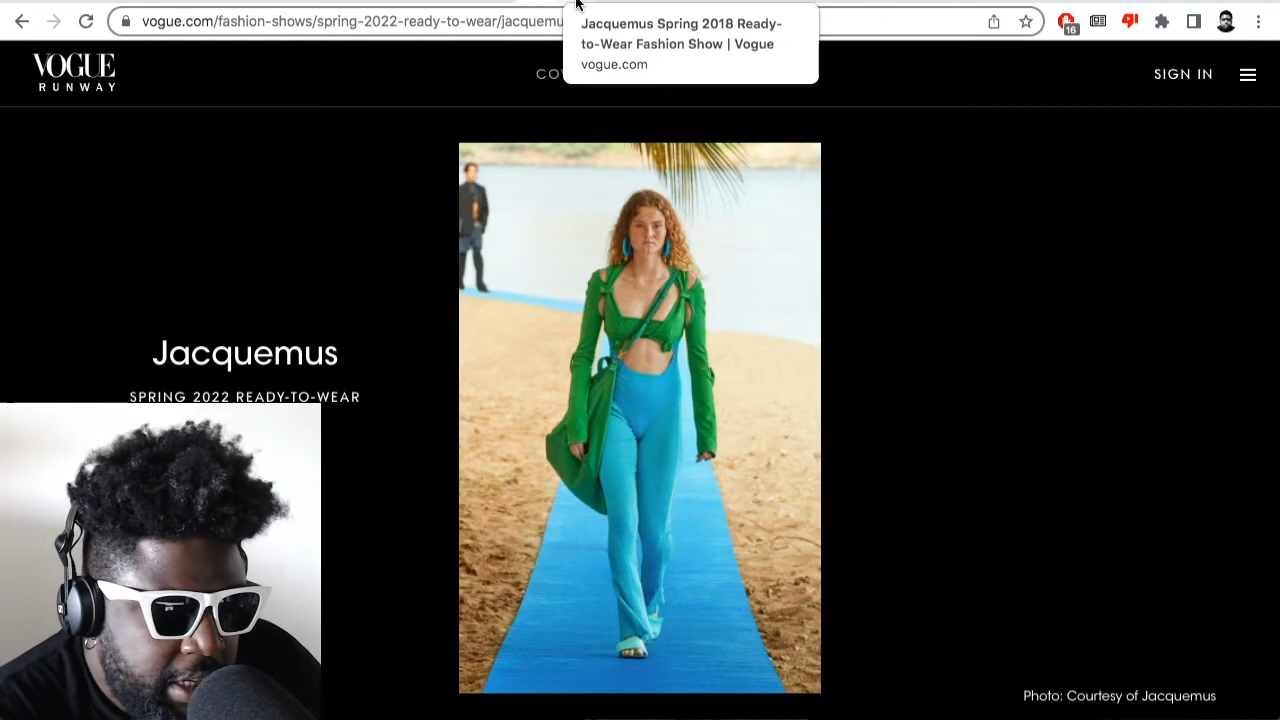 vogue.com/fashion-shows/spring-2022-ready-to-wear/jacquemu
Jacquemus Spring 2018 Ready-
to-Wear Fashion Show | Vogue
vogue.com
16
VOGUE
RUNWAY
SIGN IN
Jacquemus
SPRING 2022 READY-TO-WEAR
Photo: Courtesy of Jacquemus